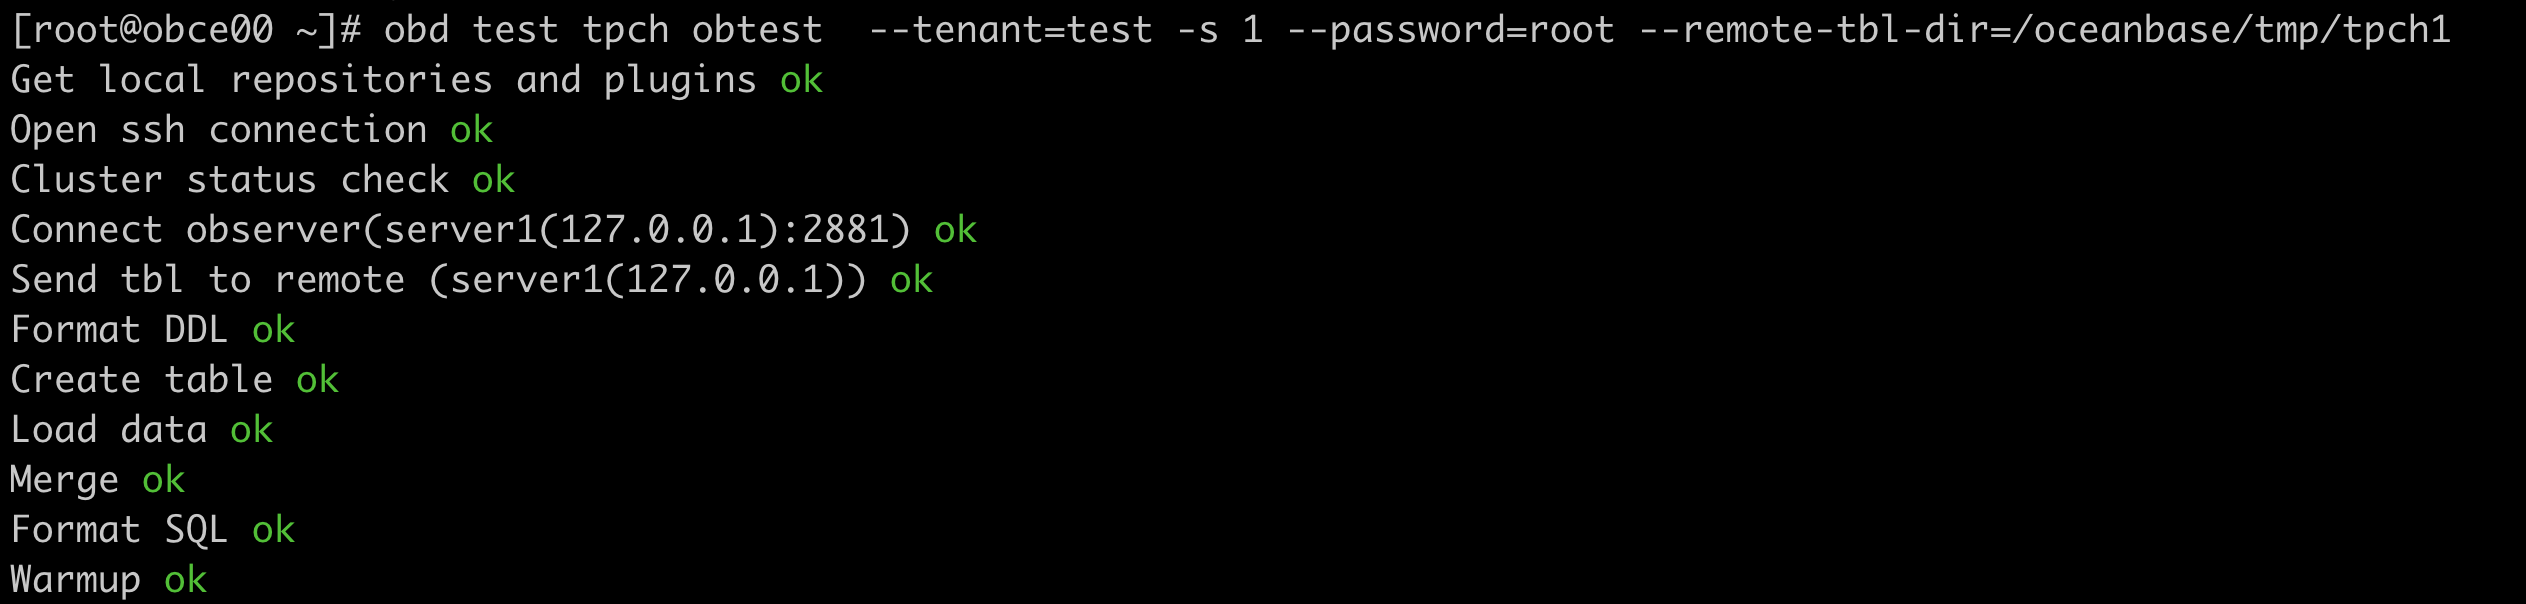 [root@obce00 ~]# obd test tpch obtest  --tenant=test -s 1 --password=root --remote-tbl-dir=/oceanbase/tmp/tpch1
Get local repositories and plugins ok
Open ssh connection ok
Cluster status check ok
Connect observer(server1(127.0.0.1):2881) ok
Send tbl to remote (server1(127.0.0.1)) ok
Format DDL ok
Create table ok
Load data ok
Merge ok
Format SQL ok
Warmup ok